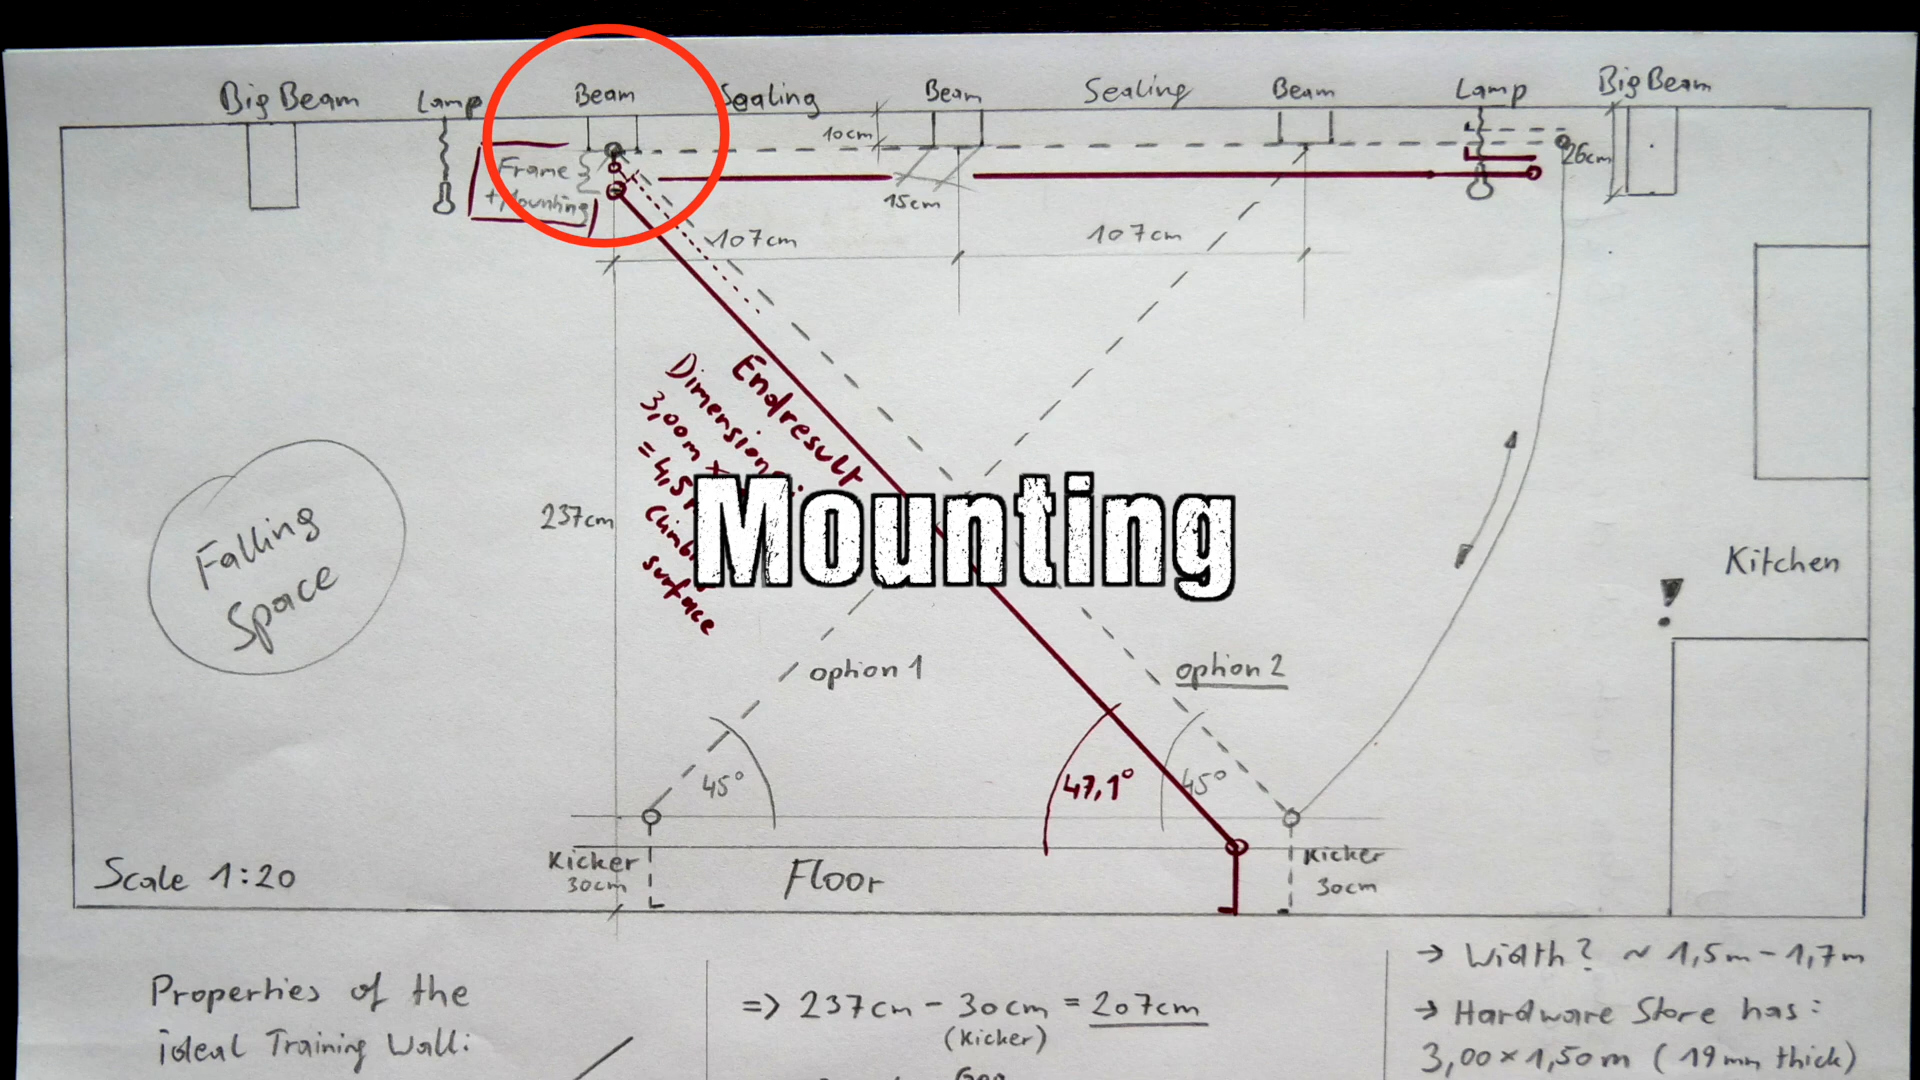 Big Beam
Lamp
Beam
Sealing
Beam
Sealing
Beam
Lamp
Big Beam
10cm
26cm
Frame
+ Mounting
15cm
107cm
107cm
Endresult
Dimension
3,00m x
= 4,5
surface
Mounting
237cm
Falling
Space
Kitchen
!
option 1
option 2
45°
47,1°
45°
Kicker
30cm
Floor
Kicker
30cm
Scale 1:20
Properties of the
ideal Training Wall:
=> 237cm - 30cm = 207cm
(Kicker)
→ Width? ~ 1,5m - 1,7m
→ Hardware Store has:
3,00 x 1,50m (19mm thick)